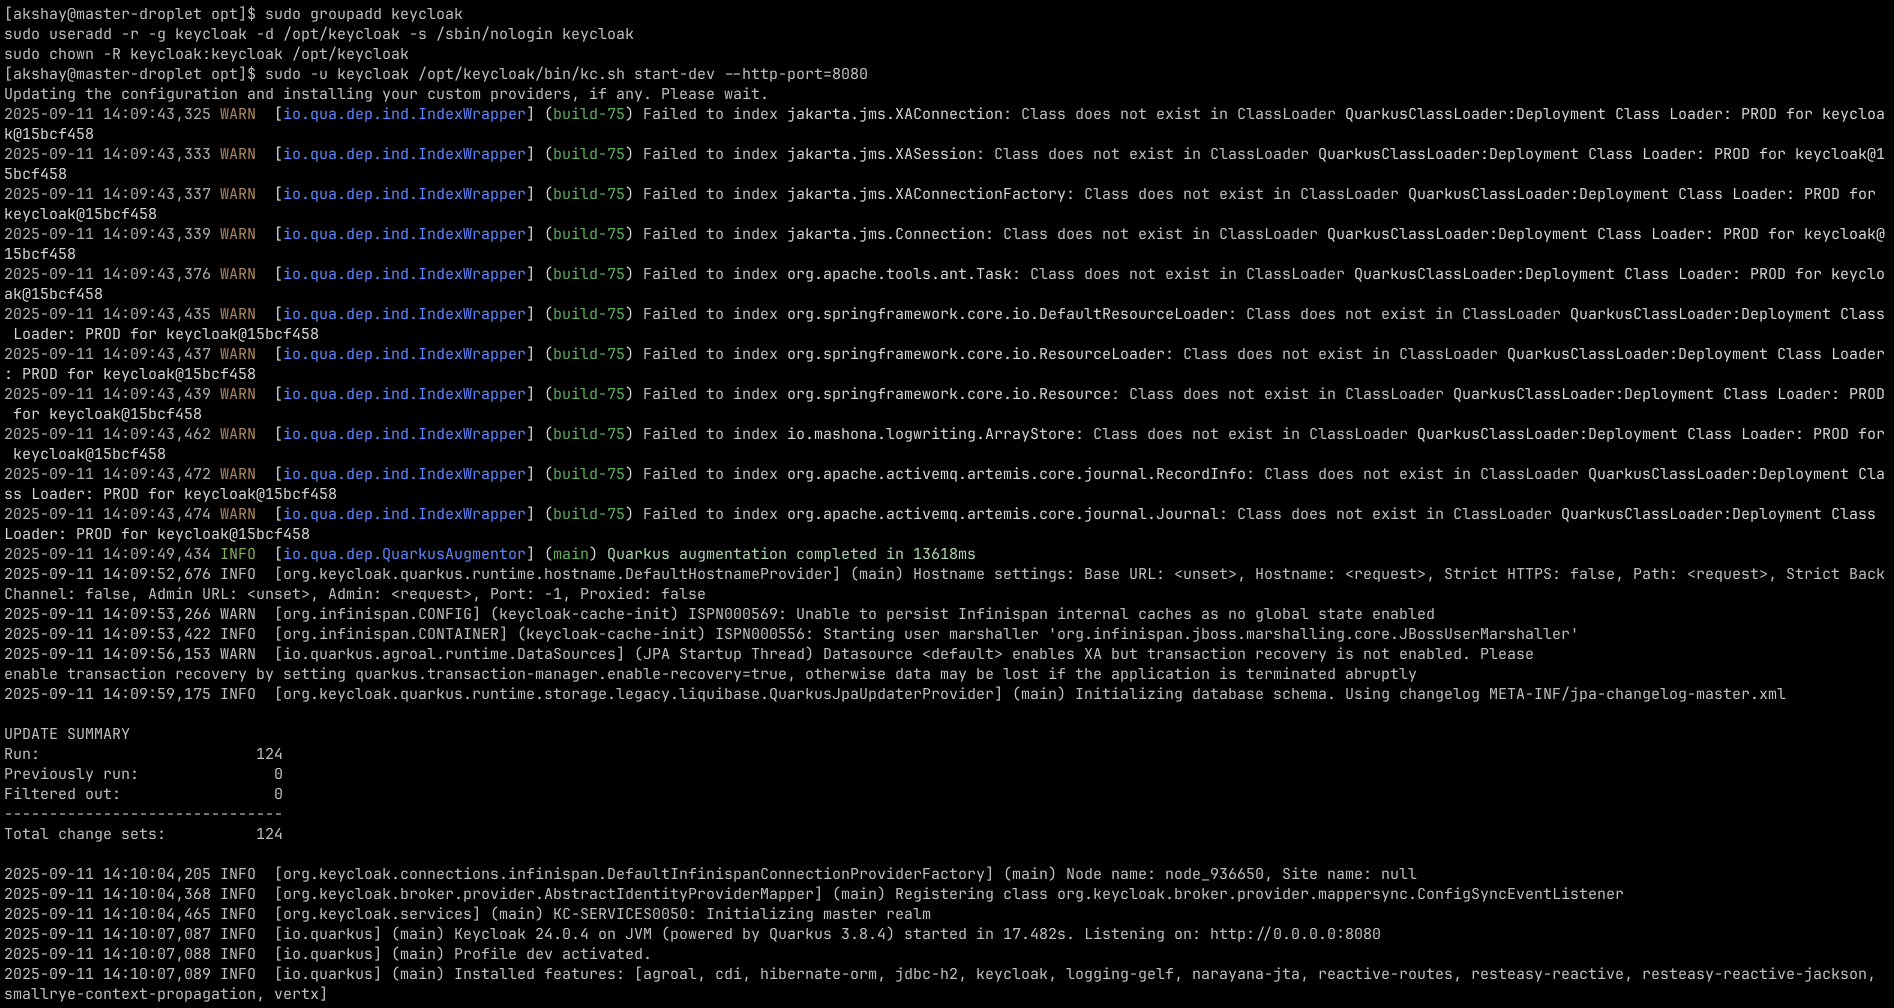 [akshay@master-droplet opt]$ sudo groupadd keycloak
sudo useradd -r -g keycloak -d /opt/keycloak -s /sbin/nologin keycloak
sudo chown -R keycloak:keycloak /opt/keycloak
[akshay@master-droplet opt]$ sudo -u keycloak /opt/keycloak/bin/kc.sh start-dev --http-port=8080
Updating the configuration and installing your custom providers, if any. Please wait.
2025-09-11 14:09:43,325 WARN  [io.qua.dep.ind.IndexWrapper] (build-75) Failed to index jakarta.jms.XAConnection: Class does not exist in ClassLoader QuarkusClassLoader:Deployment Class Loader: PROD for keycloa
k@15bcf458
2025-09-11 14:09:43,333 WARN  [io.qua.dep.ind.IndexWrapper] (build-75) Failed to index jakarta.jms.XASession: Class does not exist in ClassLoader QuarkusClassLoader:Deployment Class Loader: PROD for keycloak@1
5bcf458
2025-09-11 14:09:43,337 WARN  [io.qua.dep.ind.IndexWrapper] (build-75) Failed to index jakarta.jms.XAConnectionFactory: Class does not exist in ClassLoader QuarkusClassLoader:Deployment Class Loader: PROD for
keycloak@15bcf458
2025-09-11 14:09:43,339 WARN  [io.qua.dep.ind.IndexWrapper] (build-75) Failed to index jakarta.jms.Connection: Class does not exist in ClassLoader QuarkusClassLoader:Deployment Class Loader: PROD for keycloak@
15bcf458
2025-09-11 14:09:43,376 WARN  [io.qua.dep.ind.IndexWrapper] (build-75) Failed to index org.apache.tools.ant.Task: Class does not exist in ClassLoader QuarkusClassLoader:Deployment Class Loader: PROD for keyclo
ak@15bcf458
2025-09-11 14:09:43,435 WARN  [io.qua.dep.ind.IndexWrapper] (build-75) Failed to index org.springframework.core.io.DefaultResourceLoader: Class does not exist in ClassLoader QuarkusClassLoader:Deployment Class
 Loader: PROD for keycloak@15bcf458
2025-09-11 14:09:43,437 WARN  [io.qua.dep.ind.IndexWrapper] (build-75) Failed to index org.springframework.core.io.ResourceLoader: Class does not exist in ClassLoader QuarkusClassLoader:Deployment Class Loader
: PROD for keycloak@15bcf458
2025-09-11 14:09:43,439 WARN  [io.qua.dep.ind.IndexWrapper] (build-75) Failed to index org.springframework.core.io.Resource: Class does not exist in ClassLoader QuarkusClassLoader:Deployment Class Loader: PROD
 for keycloak@15bcf458
2025-09-11 14:09:43,462 WARN  [io.qua.dep.ind.IndexWrapper] (build-75) Failed to index io.mashona.logwriting.ArrayStore: Class does not exist in ClassLoader QuarkusClassLoader:Deployment Class Loader: PROD for
 keycloak@15bcf458
2025-09-11 14:09:43,472 WARN  [io.qua.dep.ind.IndexWrapper] (build-75) Failed to index org.apache.activemq.artemis.core.journal.RecordInfo: Class does not exist in ClassLoader QuarkusClassLoader:Deployment Cla
ss Loader: PROD for keycloak@15bcf458
2025-09-11 14:09:43,474 WARN  [io.qua.dep.ind.IndexWrapper] (build-75) Failed to index org.apache.activemq.artemis.core.journal.Journal: Class does not exist in ClassLoader QuarkusClassLoader:Deployment Class
Loader: PROD for keycloak@15bcf458
2025-09-11 14:09:49,434 INFO  [io.qua.dep.QuarkusAugmentor] (main) Quarkus augmentation completed in 13618ms
2025-09-11 14:09:52,676 INFO  [org.keycloak.quarkus.runtime.hostname.DefaultHostnameProvider] (main) Hostname settings: Base URL: <unset>, Hostname: <request>, Strict HTTPS: false, Path: <request>, Strict Back
Channel: false, Admin URL: <unset>, Admin: <request>, Port: -1, Proxied: false
2025-09-11 14:09:53,266 WARN  [org.infinispan.CONFIG] (keycloak-cache-init) ISPN000569: Unable to persist Infinispan internal caches as no global state enabled
2025-09-11 14:09:53,422 INFO  [org.infinispan.CONTAINER] (keycloak-cache-init) ISPN000556: Starting user marshaller 'org.infinispan.jboss.marshalling.core.JBossUserMarshaller'
2025-09-11 14:09:56,153 WARN  [io.quarkus.agroal.runtime.DataSources] (JPA Startup Thread) Datasource <default> enables XA but transaction recovery is not enabled. Please
enable transaction recovery by setting quarkus.transaction-manager.enable-recovery=true, otherwise data may be lost if the application is terminated abruptly
2025-09-11 14:09:59,175 INFO  [org.keycloak.quarkus.runtime.storage.legacy.liquibase.QuarkusJpaUpdaterProvider] (main) Initializing database schema. Using changelog META-INF/jpa-changelog-master.xml

UPDATE SUMMARY
Run:                        124
Previously run:               0
Filtered out:                 0
-------------------------------
Total change sets:          124

2025-09-11 14:10:04,205 INFO  [org.keycloak.connections.infinispan.DefaultInfinispanConnectionProviderFactory] (main) Node name: node_936650, Site name: null
2025-09-11 14:10:04,368 INFO  [org.keycloak.broker.provider.AbstractIdentityProviderMapper] (main) Registering class org.keycloak.broker.provider.mappersync.ConfigSyncEventListener
2025-09-11 14:10:04,465 INFO  [org.keycloak.services] (main) KC-SERVICES0050: Initializing master realm
2025-09-11 14:10:07,087 INFO  [io.quarkus] (main) Keycloak 24.0.4 on JVM (powered by Quarkus 3.8.4) started in 17.482s. Listening on: http://0.0.0.0:8080
2025-09-11 14:10:07,088 INFO  [io.quarkus] (main) Profile dev activated.
2025-09-11 14:10:07,089 INFO  [io.quarkus] (main) Installed features: [agroal, cdi, hibernate-orm, jdbc-h2, keycloak, logging-gelf, narayana-jta, reactive-routes, resteasy-reactive, resteasy-reactive-jackson,
smallrye-context-propagation, vertx]